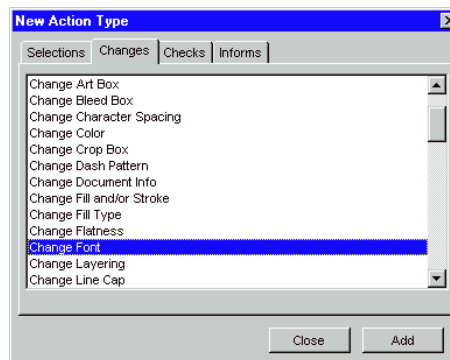 New Action Type
Selections Changes Checks Informs
Change Art Box
Change Bleed Box
Change Character Spacing
Change Color
Change Crop Box
Change Dash Pattern
Change Document Info
Change Fill and/or Stroke
Change Fill Type
Change Flatness
Change Font
Change Layering
Change Line Cap
Close Add